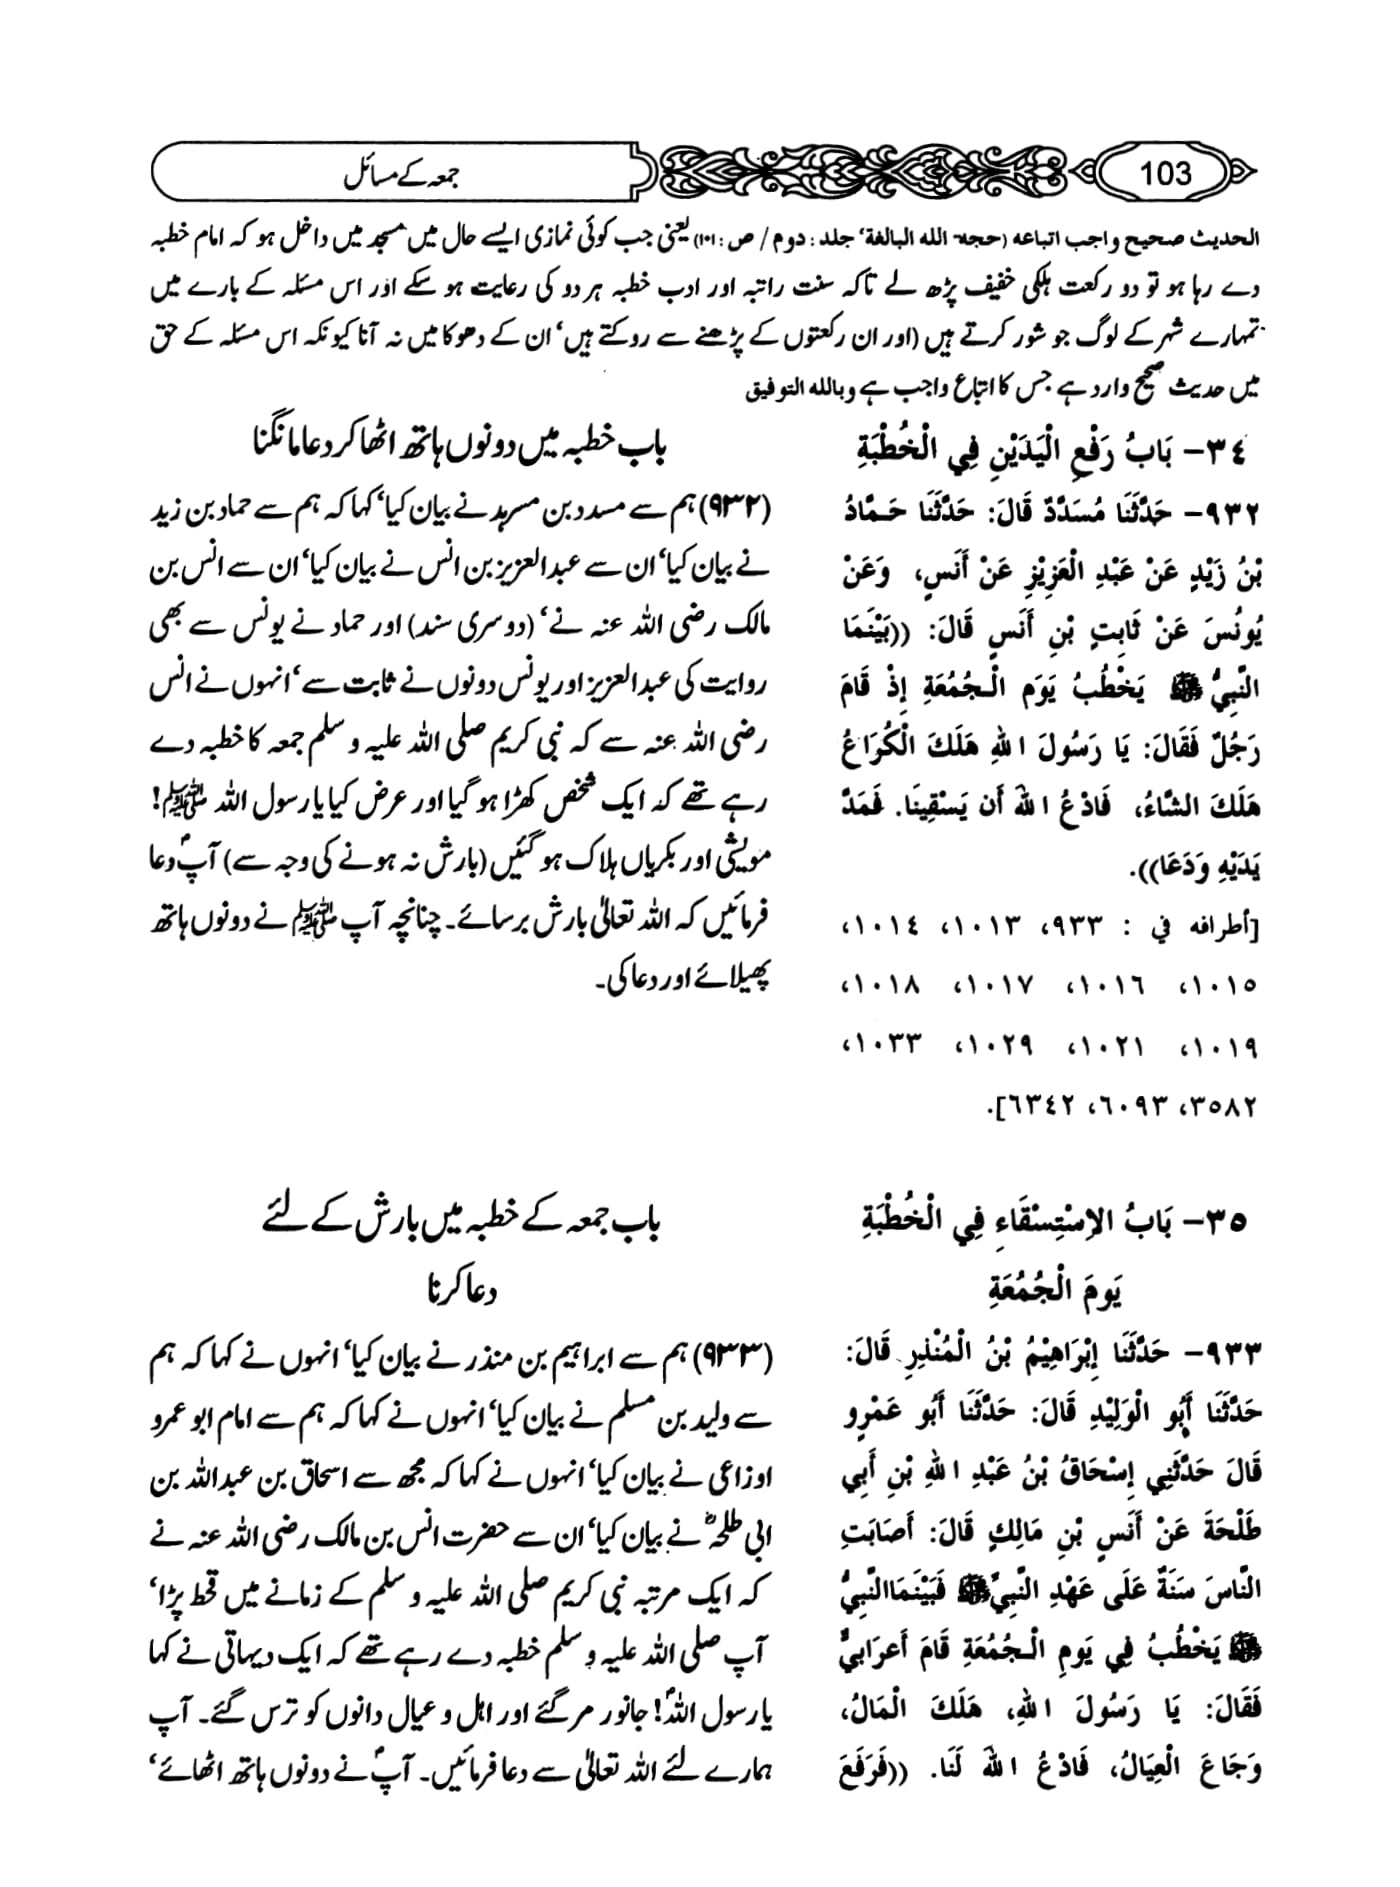 103
جمعہ کے مسائل
الحدیث صحیح واجب اتباعہ (حجۃ اللہ البالغۃ‘ جلد : دوم / ص : ۱۰۱) یعنی جب کوئی نمازی ایسے حال میں مسجد میں داخل ہو کہ امام خطبہ
دے رہا ہو تو دو رکعت ہلکی خفیف پڑھ لے تاکہ سنت راتبہ اور ادب خطبہ ہر دو کی رعایت ہو سکے اور اس مسئلہ کے بارے میں
تمہارے شہر کے لوگ جو شور کرتے ہیں (اور ان رکعتوں کے پڑھنے سے روکتے ہیں‘ ان کے دھوکا میں نہ آنا کیونکہ اس مسئلہ کے حق
میں حدیث صحیح وارد ہے جس کا اتباع واجب ہے وباللہ التوفیق
٣٤- بَابُ رَفْعِ الْيَدَيْنِ فِي الْخُطْبَةِ
٩٣٢- حَدَّثَنَا مُسَدَّدٌ قَالَ: حَدَّثَنَا حَمَّادُ
بْنُ زَيْدٍ عَنْ عَبْدِ الْعَزِيْزِ عَنْ أَنَسٍ، وَعَنْ
يُونُسَ عَنْ ثَابِتٍ بْنِ أَنَسٍ قَالَ: ((بَيْنَمَا
النَّبِيُّ ﷺ يَخْطُبُ يَوَم الْجُمُعَةِ إِذْ قَامَ
رَجُلٌ فَقَالَ: يَا رَسُولَ اللهِ هَلَكَ الْكُرَاعُ
هَلَكَ الشَّاءُ، فَادْعُ اللهَ أَن يَسْقِينَا. فَمَدَّ
يَدَيْهِ وَدَعَا)).
[أطرافه في : ٩٣٣، ١٠١٣، ١٠١٤،
١٠١٥، ١٠١٦، ١٠١٧، ١٠١٨،
١٠١٩، ١٠٢١، ١٠٢٩، ١٠٣٣،
٣٥٨٢، ٦٠٩٣، ٦٣٤٢].
باب خطبہ میں دونوں ہاتھ اٹھا کر دعا مانگنا
(۹۳۲) ہم سے مسدد بن مسرہد نے بیان کیا‘ کہا کہ ہم سے حماد بن زید
نے بیان کیا‘ ان سے عبدالعزیز بن انس نے بیان کیا‘ ان سے انس بن
مالک رضی اللہ عنہ نے‘ (دوسری سند) اور حماد نے یونس سے بھی
روایت کی عبدالعزیز اور یونس دونوں نے ثابت سے‘ انہوں نے انس
رضی اللہ عنہ سے کہ نبی کریم صلی اللہ علیہ و سلم جمعہ کا خطبہ دے
رہے تھے کہ ایک شخص کھڑا ہو گیا اور عرض کیا یا رسول اللہ ﷺ!
مویشی اور بکریاں ہلاک ہو گئیں (بارش نہ ہونے کی وجہ سے) آپؐ دعا
فرمائیں کہ اللہ تعالیٰ بارش برسائے۔ چنانچہ آپ ﷺ نے دونوں ہاتھ
پھیلائے اور دعا کی۔
٣٥- بَابُ الاِسْتِسْقَاءِ فِي الْخُطْبَةِ
يَومَ الْجُمُعَةِ
٩٣٣- حَدَّثَنَا إِبْرَاهِيْمُ بْنُ الْمُنْذِرِ قَالَ:
حَدَّثَنَا أَبُو الْوَلِيْدِ قَالَ: حَدَّثَنَا أَبُو عَمْرٍو
قَالَ حَدَّثَنِي إِسْحَاقُ بْنُ عَبْدِ اللهِ بْنِ أَبِي
طَلْحَةَ عَنْ أَنَسٍ بْنِ مَالِكٍ قَالَ: أَصَابَتِ
النَّاسَ سَنَةٌ عَلَى عَهْدِ النَّبِيِّ ﷺ فَبَيْنَمَا النَّبِيُّ
ﷺ يَخْطُبُ فِي يَومِ الْجُمُعَةِ قَامَ أَعرَابيٌّ
فَقَالَ: يَا رَسُولَ اللهِ، هَلَكَ الْمَالُ،
وَجَاعَ الْعِيَالُ، فَادْعُ اللهَ لَنَا. ((فَرَفَعَ
باب جمعہ کے خطبہ میں بارش کے لئے
دعا کرنا
(۹۳۳) ہم سے ابراہیم بن منذر نے بیان کیا‘ انہوں نے کہا کہ ہم
سے ولید بن مسلم نے بیان کیا‘ انہوں نے کہا کہ ہم سے امام ابو عمرو
اوزاعی نے بیان کیا‘ انہوں نے کہا کہ مجھ سے اسحاق بن عبداللہ بن
ابی طلحہؓ نے بیان کیا‘ ان سے حضرت انس بن مالک رضی اللہ عنہ نے
کہ ایک مرتبہ نبی کریم صلی اللہ علیہ و سلم کے زمانے میں قحط پڑا‘
آپ صلی اللہ علیہ و سلم خطبہ دے رہے تھے کہ ایک دیہاتی نے کہا
یا رسول اللہؐ! جانور مر گئے اور اہل و عیال دانوں کو ترس گئے۔ آپ
ہمارے لئے اللہ تعالیٰ سے دعا فرمائیں۔ آپؐ نے دونوں ہاتھ اٹھائے‘